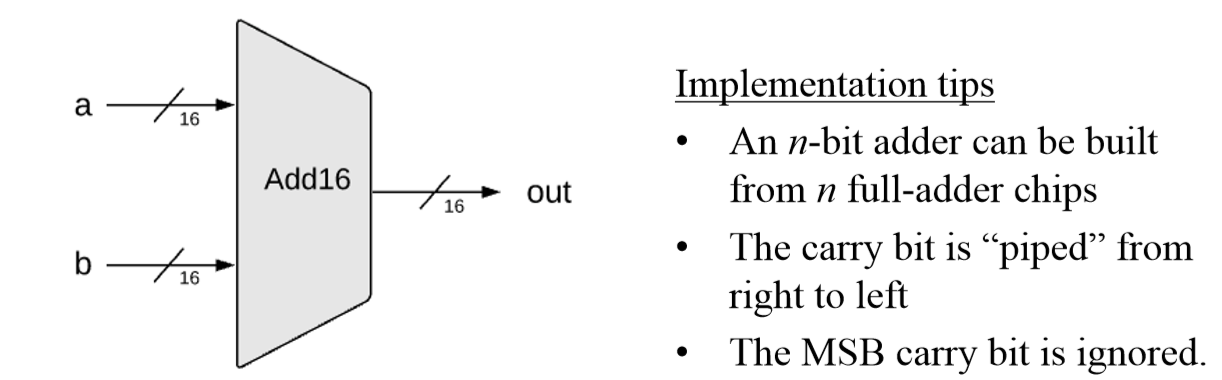 a
16
Add16
16
out
b
16
Implementation tips
• An n-bit adder can be built
from n full-adder chips
• The carry bit is “piped” from
right to left
• The MSB carry bit is ignored.